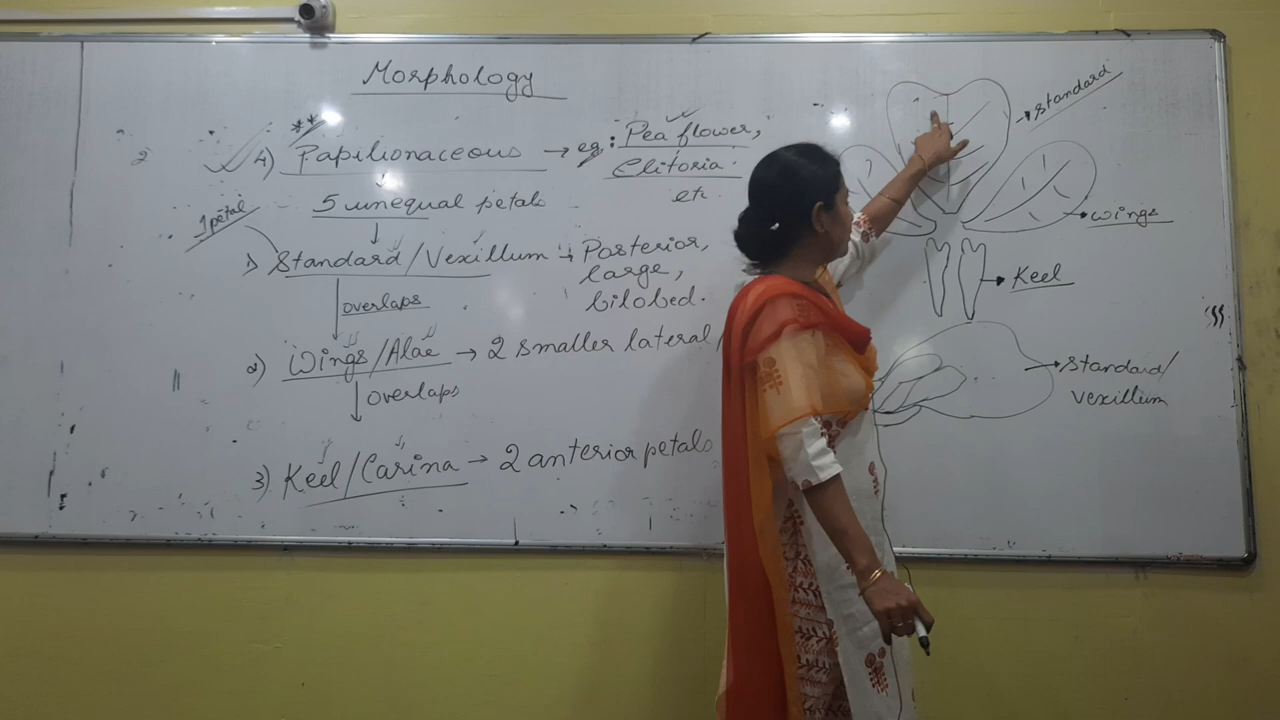 Morphology
4) Papilionaceous → eg: Pea flower,
Clitoria.
etc
5 unequal petals
1 petal
1) Standard/Vexillum → Posterior,
large,
bilobed.
overlaps
2) Wings/Alae → 2 smaller lateral
overlaps
3) Keel/Carina → 2 anterior petals
→ Standard
→ Wings
→ Keel
→ Standard/
Vexillum